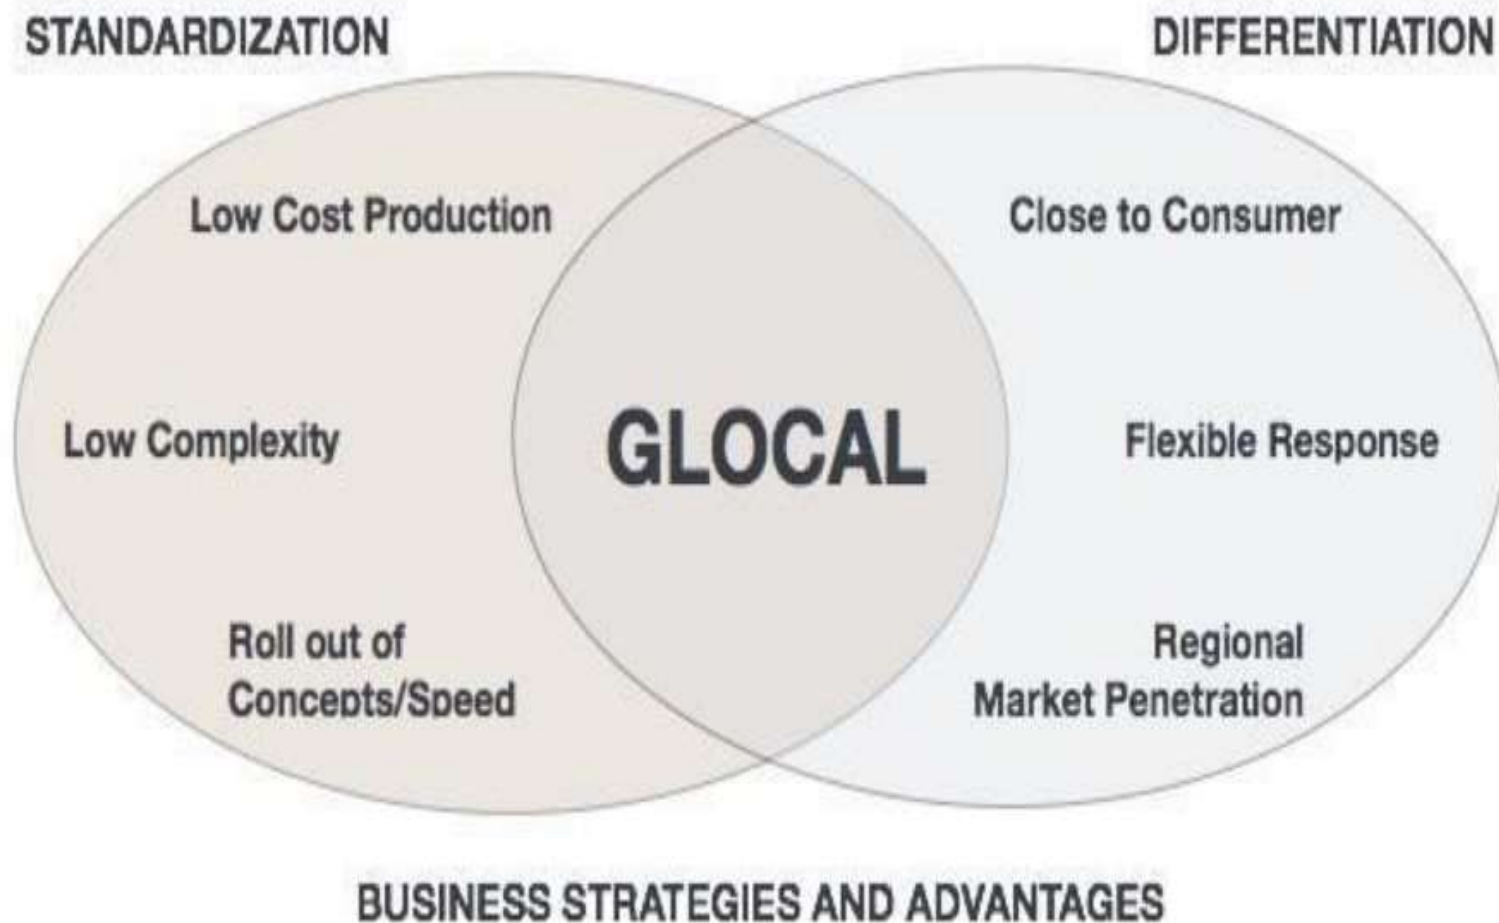 STANDARDIZATION
DIFFERENTIATION
Low Cost Production
Close to Consumer
Low Complexity
GLOCAL
Flexible Response
Roll out of
Concepts/Speed
Regional
Market Penetration
BUSINESS STRATEGIES AND ADVANTAGES